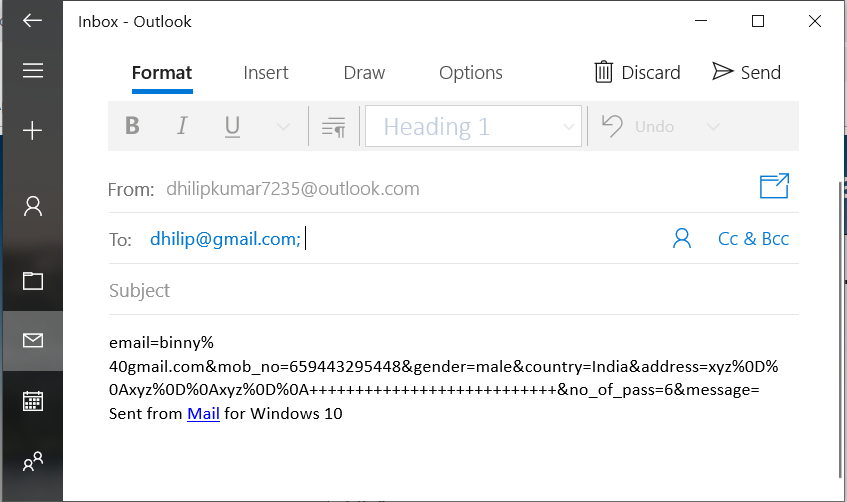 Inbox - Outlook
Format Insert Draw Options Discard Send
B I U Heading 1 Undo
From: dhilipkumar7235@outlook.com
To: dhilip@gmail.com; Cc & Bcc
Subject
email=binny%
40gmail.com&mob_no=659443295448&gender=male&country=India&address=xyz%0D%
0Axyz%0D%0Axyz%0D%0A+++++++++++++++++++++++++++&no_of_pass=6&message=
Sent from Mail for Windows 10